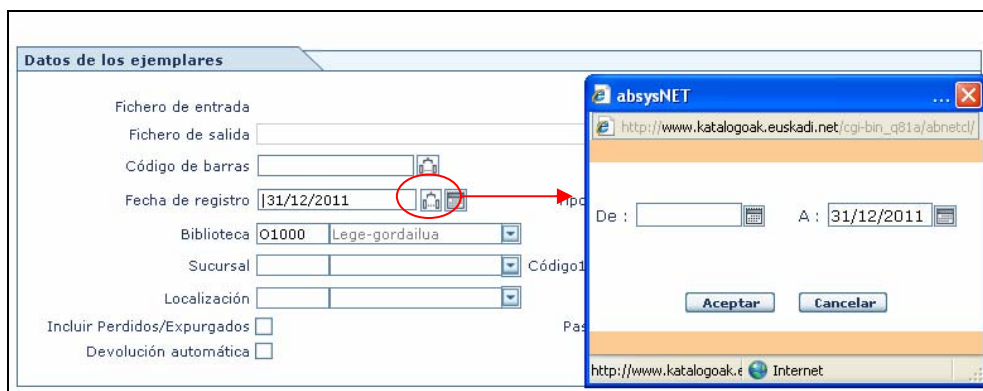 Datos de los ejemplares
Fichero de entrada
Fichero de salida
Código de barras
Fecha de registro 31/12/2011
Biblioteca O1000 Lege-gordailua
Sucursal Código1
Localización
Incluir Perdidos/Expurgados
Devolución automática
absysNET ...
http://www.katalogoak.euskadi.net/cgi-bin_q81a/abnetcl/
De : A : 31/12/2011
Aceptar Cancelar
http://www.katalogoak.e Internet